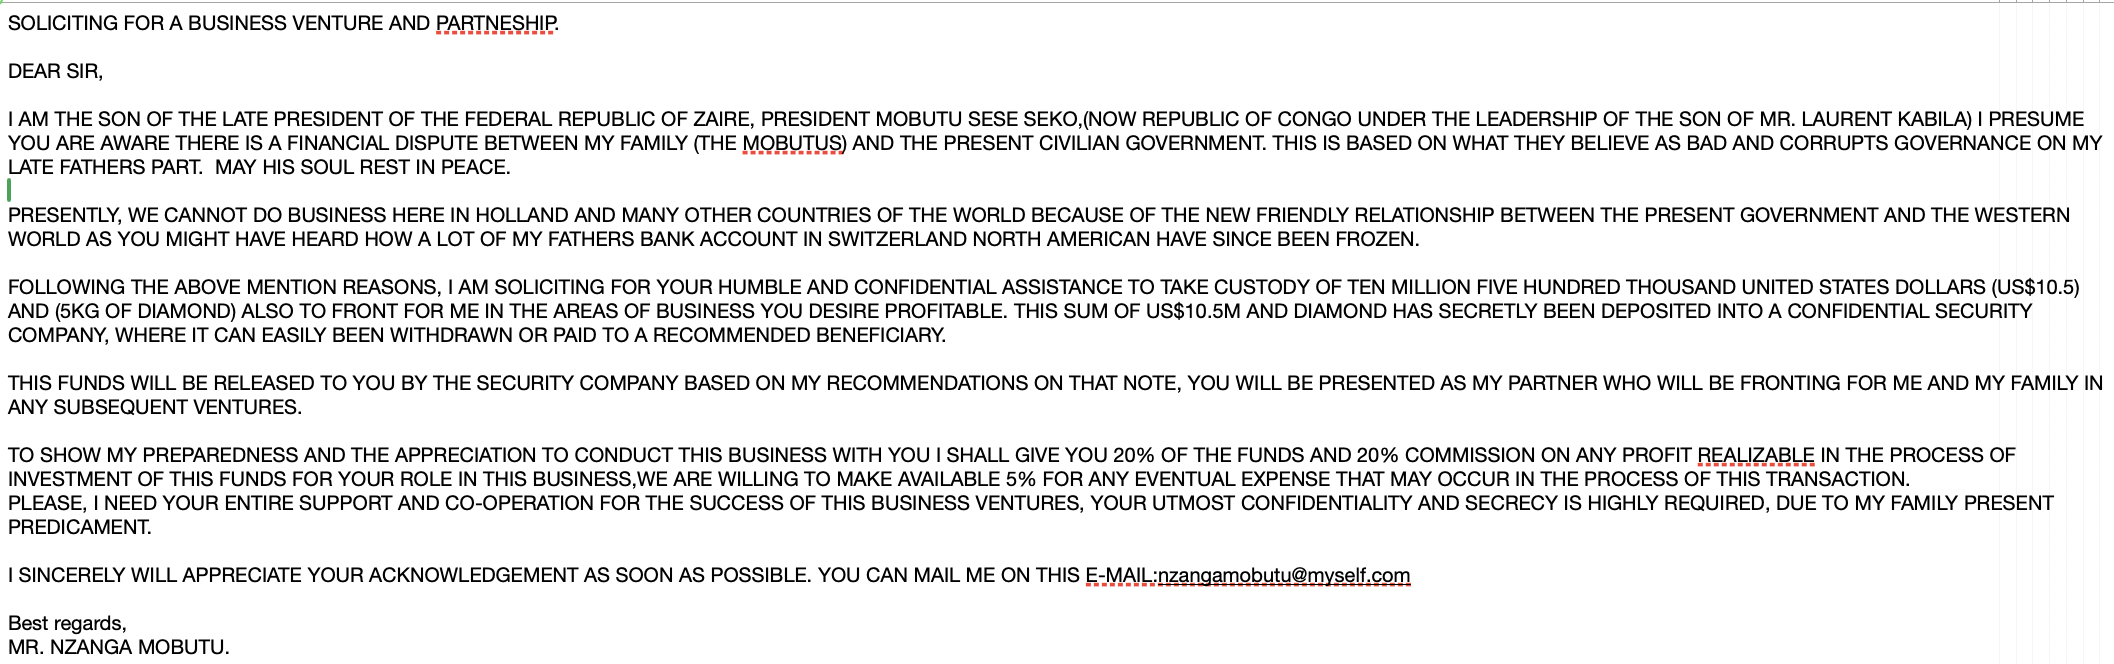 SOLICITING FOR A BUSINESS VENTURE AND PARTNESHIP.
DEAR SIR,
I AM THE SON OF THE LATE PRESIDENT OF THE FEDERAL REPUBLIC OF ZAIRE, PRESIDENT MOBUTU SESE SEKO,(NOW REPUBLIC OF CONGO UNDER THE LEADERSHIP OF THE SON OF MR. LAURENT KABILA) I PRESUME
YOU ARE AWARE THERE IS A FINANCIAL DISPUTE BETWEEN MY FAMILY (THE MOBUTUS) AND THE PRESENT CIVILIAN GOVERNMENT. THIS IS BASED ON WHAT THEY BELIEVE AS BAD AND CORRUPTS GOVERNANCE ON MY
LATE FATHERS PART.  MAY HIS SOUL REST IN PEACE.
PRESENTLY, WE CANNOT DO BUSINESS HERE IN HOLLAND AND MANY OTHER COUNTRIES OF THE WORLD BECAUSE OF THE NEW FRIENDLY RELATIONSHIP BETWEEN THE PRESENT GOVERNMENT AND THE WESTERN
WORLD AS YOU MIGHT HAVE HEARD HOW A LOT OF MY FATHERS BANK ACCOUNT IN SWITZERLAND NORTH AMERICAN HAVE SINCE BEEN FROZEN.
FOLLOWING THE ABOVE MENTION REASONS, I AM SOLICITING FOR YOUR HUMBLE AND CONFIDENTIAL ASSISTANCE TO TAKE CUSTODY OF TEN MILLION FIVE HUNDRED THOUSAND UNITED STATES DOLLARS (US$10.5)
AND (5KG OF DIAMOND) ALSO TO FRONT FOR ME IN THE AREAS OF BUSINESS YOU DESIRE PROFITABLE. THIS SUM OF US$10.5M AND DIAMOND HAS SECRETLY BEEN DEPOSITED INTO A CONFIDENTIAL SECURITY
COMPANY, WHERE IT CAN EASILY BEEN WITHDRAWN OR PAID TO A RECOMMENDED BENEFICIARY.
THIS FUNDS WILL BE RELEASED TO YOU BY THE SECURITY COMPANY BASED ON MY RECOMMENDATIONS ON THAT NOTE, YOU WILL BE PRESENTED AS MY PARTNER WHO WILL BE FRONTING FOR ME AND MY FAMILY IN
ANY SUBSEQUENT VENTURES.
TO SHOW MY PREPAREDNESS AND THE APPRECIATION TO CONDUCT THIS BUSINESS WITH YOU I SHALL GIVE YOU 20% OF THE FUNDS AND 20% COMMISSION ON ANY PROFIT REALIZABLE IN THE PROCESS OF
INVESTMENT OF THIS FUNDS FOR YOUR ROLE IN THIS BUSINESS,WE ARE WILLING TO MAKE AVAILABLE 5% FOR ANY EVENTUAL EXPENSE THAT MAY OCCUR IN THE PROCESS OF THIS TRANSACTION.
PLEASE, I NEED YOUR ENTIRE SUPPORT AND CO-OPERATION FOR THE SUCCESS OF THIS BUSINESS VENTURES, YOUR UTMOST CONFIDENTIALITY AND SECRECY IS HIGHLY REQUIRED, DUE TO MY FAMILY PRESENT
PREDICAMENT.
I SINCERELY WILL APPRECIATE YOUR ACKNOWLEDGEMENT AS SOON AS POSSIBLE. YOU CAN MAIL ME ON THIS E-MAIL:nzangamobutu@myself.com
Best regards,
MR. NZANGA MOBUTU.